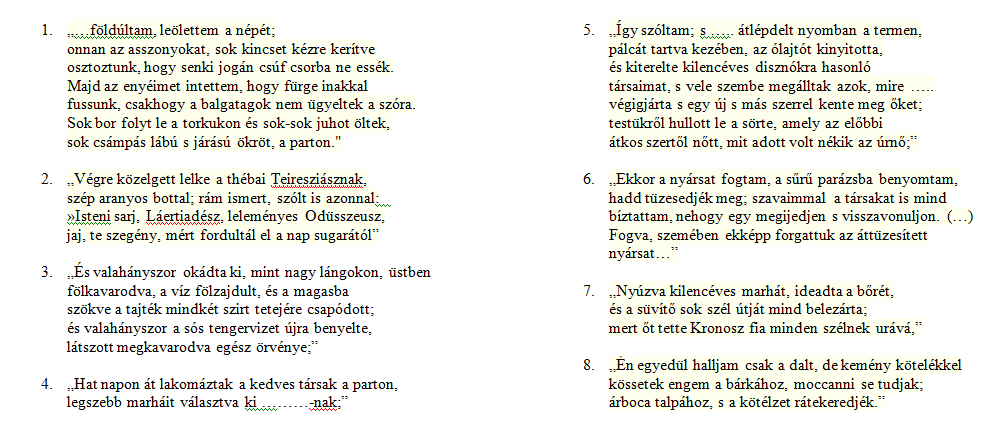 1. „….földúltam, leölettem a népét;
onnan az asszonyokat, sok kincset kézre kerítve
osztoztunk, hogy senki jogán csúf csorba ne essék.
Majd az enyéimet intettem, hogy fürge inakkal
fussunk, csakhogy a balgatagok nem ügyeltek a szóra.
Sok bor folyt le a torkukon és sok-sok juhot öltek,
sok csámpás lábú s járású ökröt, a parton."
2. „Végre közelgett lelke a thébai Teiresziásznak,
szép aranyos bottal; rám ismert, szólt is azonnal:
»Isteni sarj, Láertiadész, leleményes Odüsszeusz,
jaj, te szegény, mért fordultál el a nap sugarától”
3. „És valahányszor okádta ki, mint nagy lángokon, üstben
fölkavarodva, a víz fölzajdult, és a magasba
szökve a tajték mindkét szirt tetejére csapódott;
és valahányszor a sós tengervizet újra benyelte,
látszott megkavarodva egész örvénye;”
4. „Hat napon át lakomáztak a kedves társak a parton,
legszebb marháit választva ki ………-nak;”
5. „Így szóltam; s ….. átlépdelt nyomban a termen,
pálcát tartva kezében, az ólajtót kinyitotta,
és kiterelte kilencéves disznókra hasonló
társaimat, s vele szembe megálltak azok, mire …..
végigjárta s egy új s más szerrel kente meg őket;
testükről hullott le a sörte, amely az előbbi
átkos szertől nőtt, mit adott volt nékik az úrnő;”
6. „Ekkor a nyársat fogtam, a sűrű parázsba benyomtam,
hadd tüzesedjék meg; szavaimmal a társakat is mind
bíztattam, nehogy egy megijedjen s visszavonuljon. (…)
Fogva, szemében ekképp forgattuk az áttüzesített
nyársat…”
7. „Nyúzva kilencéves marhát, ideadta a bőrét,
és a süvítő sok szél útját mind belezárta;
mert őt tette Kronosz fia minden szélnek urává,”
8. „Én egyedül halljam csak a dalt, de kemény kötelékkel
kössetek engem a bárkához, moccanni se tudjak;
árboca talpához, s a kötélzet rátekeredjék.”